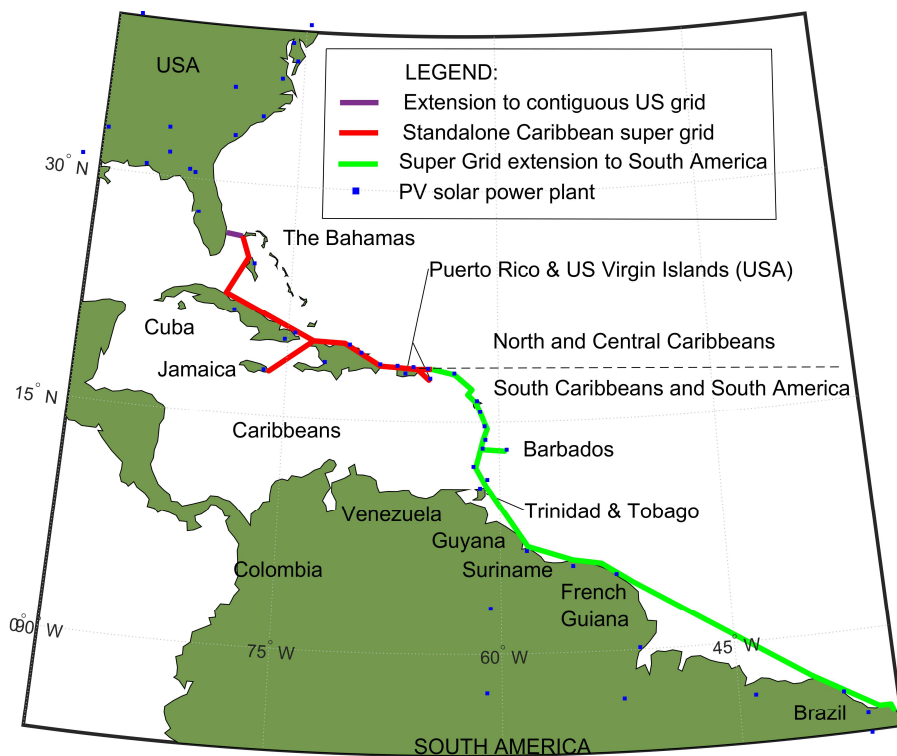 USA
LEGEND:
Extension to contiguous US grid
Standalone Caribbean super grid
Super Grid extension to South America
PV solar power plant
30° N
The Bahamas
Puerto Rico & US Virgin Islands (USA)
Cuba
North and Central Caribbeans
Jamaica
South Caribbeans and South America
15° N
Caribbeans
Barbados
Venezuela
Trinidad & Tobago
Guyana
Colombia
Suriname
French
Guiana
0°
90° W
75° W
60° W
45° W
Brazil
SOUTH AMERICA